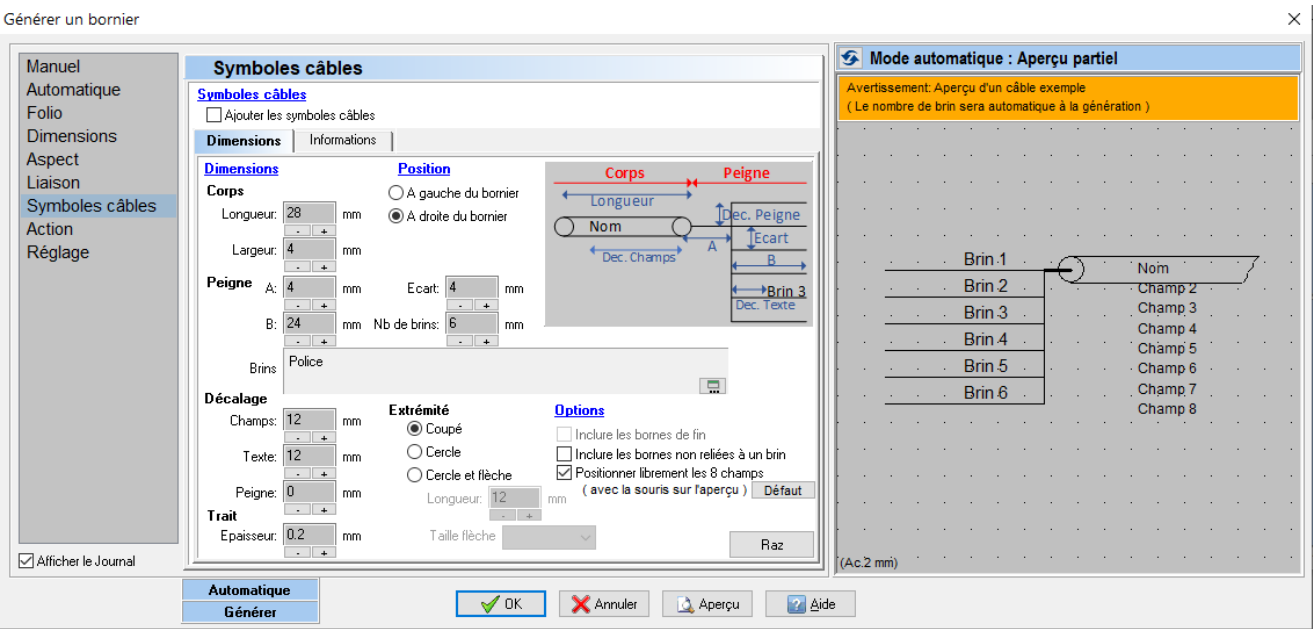 Générer un bornier
Manuel
Automatique
Folio
Dimensions
Aspect
Liaison
Symboles câbles
Action
Réglage
Afficher le Journal
Symboles câbles
Symboles câbles
Ajouter les symboles câbles
Dimensions Informations
Dimensions
Corps
Longueur: 28 mm
- +
Largeur: 4 mm
- +
Position
A gauche du bornier
A droite du bornier
Peigne A: 4 mm
- +
Ecart: 4 mm
- +
B: 24 mm
- +
Nb de brins: 6 mm
- +
Corps Peigne
Longueur
Dec. Peigne
Nom
Ecart
A
Dec. Champs
B
Brin 3
Dec. Texte
Brins Police
Décalage
Champs: 12 mm
- +
Texte: 12 mm
- +
Peigne: 0 mm
- +
Trait
Epaisseur: 0.2 mm
- +
Extrémité
Coupé
Cercle
Cercle et flèche
Longueur: 12 mm
- +
Taille flèche
Options
Inclure les bornes de fin
Inclure les bornes non reliées à un brin
Positionner librement les 8 champs
( avec la souris sur l'aperçu ) Défaut
Raz
Mode automatique : Aperçu partiel
Avertissement: Aperçu d'un câble exemple
( Le nombre de brin sera automatique à la génération )
Brin 1
Brin 2
Brin 3
Brin 4
Brin 5
Brin 6
Nom
Champ 2
Champ 3
Champ 4
Champ 5
Champ 6
Champ 7
Champ 8
(Ac.2 mm)
Automatique
Générer
OK
Annuler
Aperçu
Aide